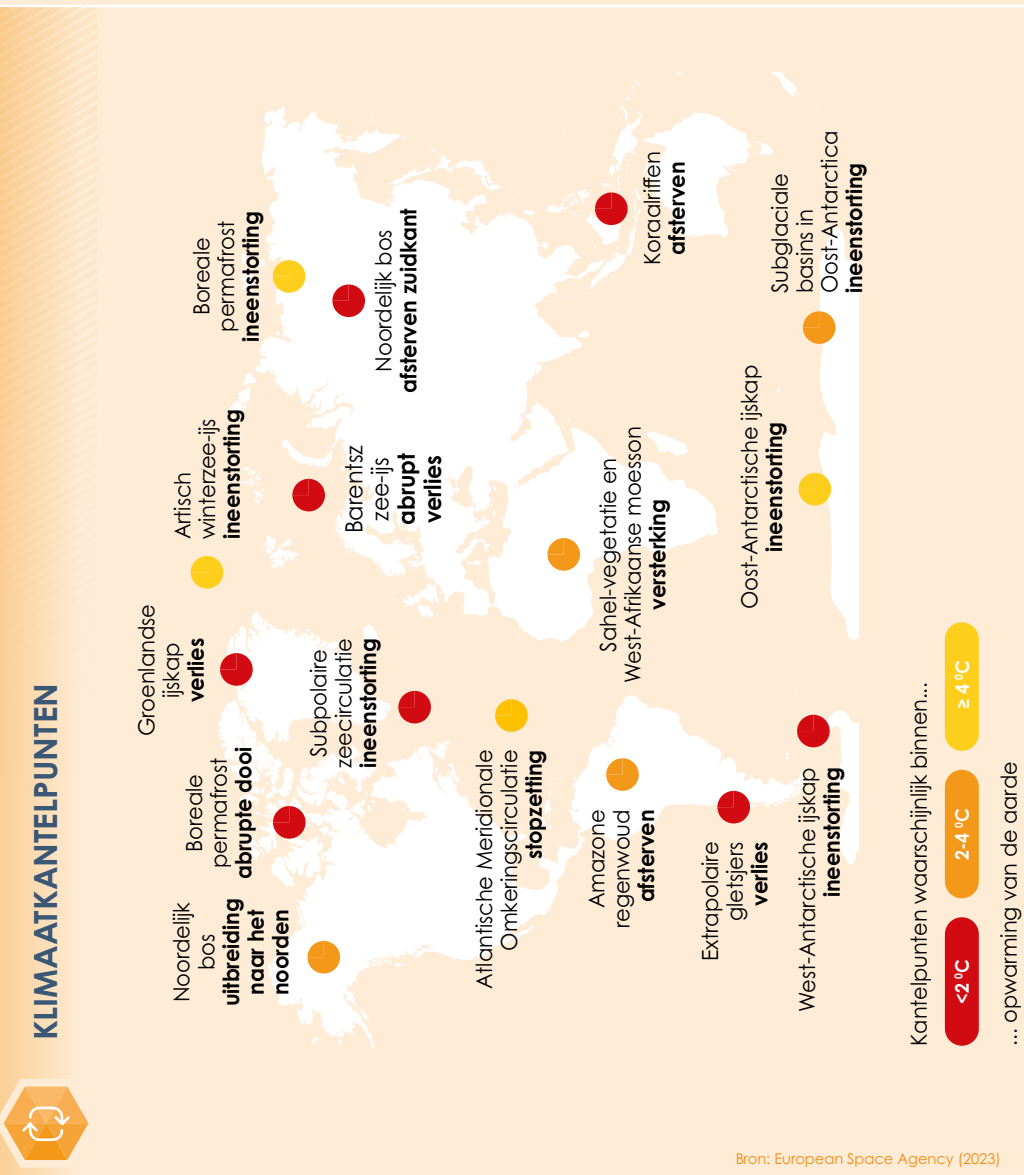 KLIMAATKANTELPUNTEN
Noordelijk
bos
uitbreiding
naar het
noorden
Boreale
permafrost
abrupte dooi
Groenlandse
ijskap
verlies
Artisch
winterzee-ijs
ineenstorting
Boreale
permafrost
ineenstorting
Subpolaire
zeecirculatie
ineenstorting
Barentsz
zee-ijs
abrupt
verlies
Noordelijk bos
afsterven zuidkant
Atlantische Meridionale
Omkeringscirculatie
stopzetting
Amazone
regenwoud
afsterven
Sahel-vegetatie en
West-Afrikaanse moesson
versterking
Koraalriffen
afsterven
Extrapolaire
gletsjers
verlies
West-Antarctische ijskap
ineenstorting
Oost-Antarctische ijskap
ineenstorting
Subglaciale
basins in
Oost-Antarctica
ineenstorting
Kantelpunten waarschijnlijk binnen...
<2 ⁰C
2-4 ⁰C
≥ 4 ⁰C
... opwarming van de aarde
Bron: European Space Agency (2023)